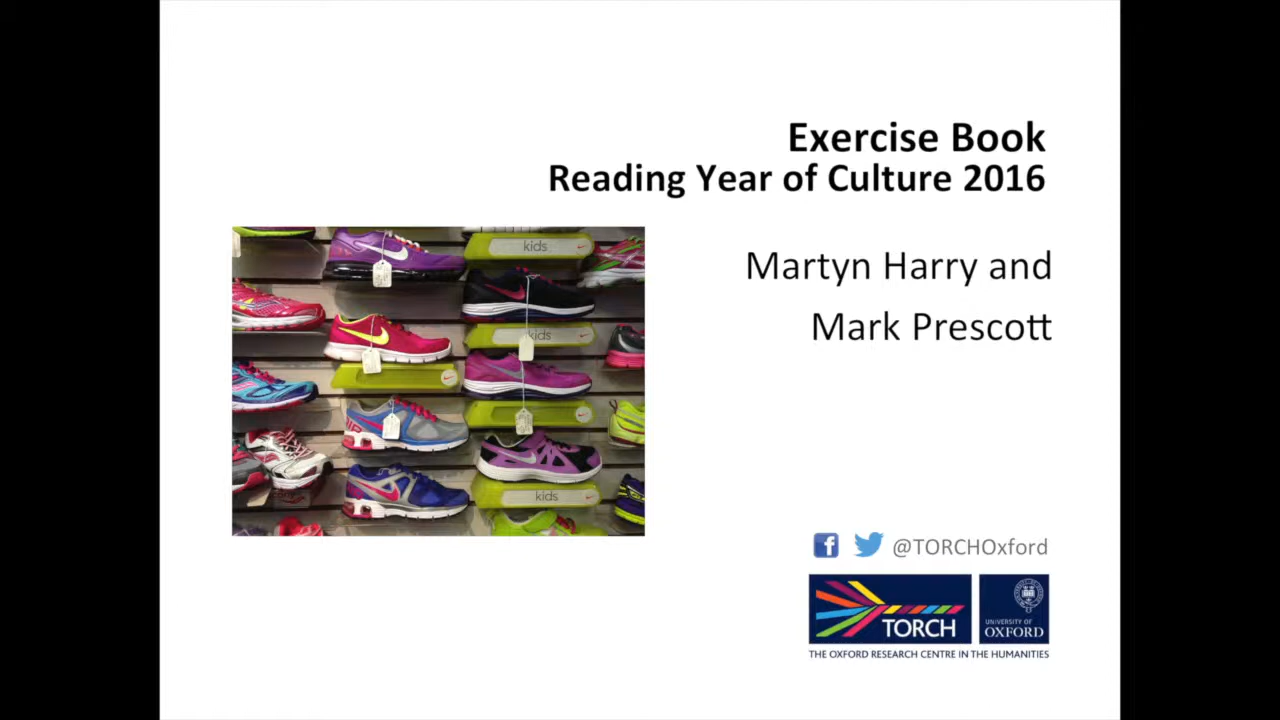 Exercise Book
Reading Year of Culture 2016
Martyn Harry and
Mark Prescott
kids
kids
kids
@TORCHOxford
TORCH
UNIVERSITY OF
OXFORD
THE OXFORD RESEARCH CENTRE IN THE HUMANITIES